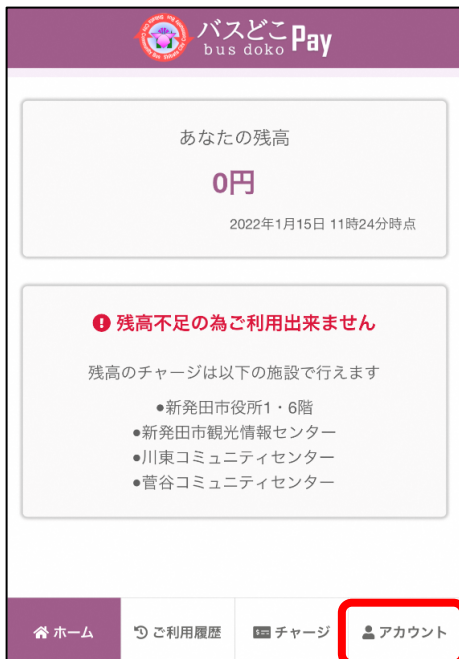 バスどこ Pay
bus doko
あなたの残高
0円
2022年1月15日 11時24分時点
残高不足の為ご利用出来ません
残高のチャージは以下の施設で行えます
●新発田市役所1・6階
●新発田市観光情報センター
●川東コミュニティセンター
●菅谷コミュニティセンター
ホーム ご利用履歴 チャージ アカウント